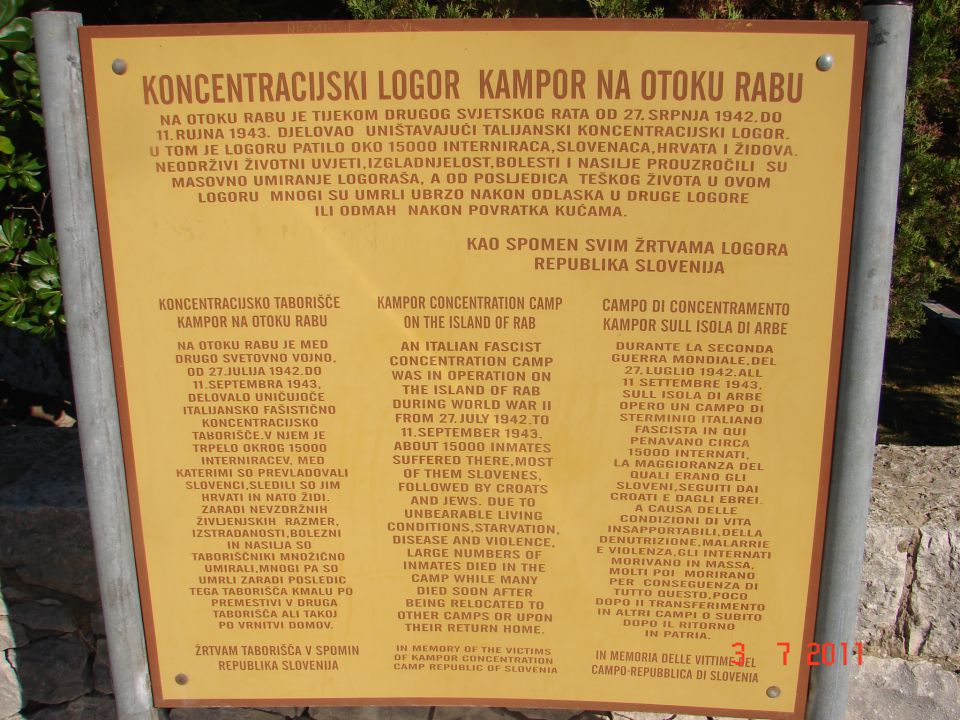 KONCENTRACIJSKI LOGOR KAMPOR NA OTOKU RABU
NA OTOKU RABU JE TIJEKOM DRUGOG SVJETSKOG RATA OD 27. SRPNJA 1942. DO
11. RUJNA 1943. DJELOVAO UNIŠTAVAJUĆI TALIJANSKI KONCENTRACIJSKI LOGOR.
U TOM JE LOGORU PATILO OKO 15000 INTERNIRACA, SLOVENACA, HRVATA I ŽIDOVA.
NEODRŽIVI ŽIVOTNI UVJETI, IZGLADNJELOST, BOLESTI I NASILJE PROUZROČILI SU
MASOVNO UMIRANJE LOGORAŠA, A OD POSLJEDICA TEŠKOG ŽIVOTA U OVOM
LOGORU MNOGI SU UMRLI UBRZO NAKON ODLASKA U DRUGE LOGORE
ILI ODMAH NAKON POVRATKA KUĆAMA.
KAO SPOMEN SVIM ŽRTVAMA LOGORA
REPUBLIKA SLOVENIJA
KONCENTRACIJSKO TABORIŠČE
KAMPOR NA OTOKU RABU
NA OTOKU RABU JE MED
DRUGO SVETOVNO VOJNO,
OD 27. JULIJA 1942. DO
11. SEPTEMBRA 1943,
DELOVALO UNIČUJOČE
ITALIJANSKO FAŠISTIČNO
KONCENTRACIJSKO
TABORIŠČE. V NJEM JE
TRPELO OKROG 15000
INTERNIRACEV, MED
KATERIMI SO PREVLADOVALI
SLOVENCI, SLEDILI SO JIM
HRVATI IN NATO ŽIDI.
ZARADI NEVZDRŽNIH
ŽIVLJENJSKIH RAZMER,
IZSTRADANOSTI, BOLEZNI
IN NASILJA SO
TABORIŠČNIKI MNOŽIČNO
UMIRALI, MNOGI PA SO
UMRLI ZARADI POSLEDIC
TEGA TABORIŠČA KMALU PO
PREMESTIVI V DRUGA
TABORIŠČA ALI TAKOJ
PO VRNITVI DOMOV.
ŽRTVAM TABORIŠČA V SPOMIN
REPUBLIKA SLOVENIJA
KAMPOR CONCENTRATION CAMP
ON THE ISLAND OF RAB
AN ITALIAN FASCIST
CONCENTRATION CAMP
WAS IN OPERATION ON
THE ISLAND OF RAB
DURING WORLD WAR II
FROM 27. JULY 1942. TO
11. SEPTEMBER 1943.
ABOUT 15000 INMATES
SUFFERED THERE, MOST
OF THEM SLOVENES,
FOLLOWED BY CROATS
AND JEWS. DUE TO
UNBEARABLE LIVING
CONDITIONS, STARVATION,
DISEASE AND VIOLENCE,
LARGE NUMBERS OF
INMATES DIED IN THE
CAMP WHILE MANY
DIED SOON AFTER
BEING RELOCATED TO
OTHER CAMPS OR UPON
THEIR RETURN HOME.
IN MEMORY OF THE VICTIMS
OF KAMPOR CONCENTRATION
CAMP REPUBLIC OF SLOVENIA
CAMPO DI CONCENTRAMENTO
KAMPOR SULL ISOLA DI ARBE
DURANTE LA SECONDA
GUERRA MONDIALE, DEL
27. LUGLIO 1942. ALL
11 SETTEMBRE 1943,
SULL ISOLA DI ARBE
OPERO UN CAMPO DI
STERMINIO ITALIANO
FASCISTA IN QUI
PENAVANO CIRCA
15000 INTERNATI,
LA MAGGIORANZA DEL
QUALI ERANO GLI
SLOVENI, SEGUITI DAI
CROATI E DAGLI EBREI.
A CAUSA DELLE
CONDIZIONI DI VITA
INSAPPORTABILI, DELLA
DENUTRIZIONE, MALARRIE
E VIOLENZA, GLI INTERNATI
MORIVANO IN MASSA,
MOLTI POI MORIRANO
PER CONSEGUENZA DI
TUTTO QUESTO, POCO
DOPO II TRANSFERIMENTO
IN ALTRI CAMPI O SUBITO
DOPO IL RITORNO
IN PATRIA.
IN MEMORIA DELLE VITTIME DEL
CAMPO-REPUBBLICA DI SLOVENIA
3 7 2011